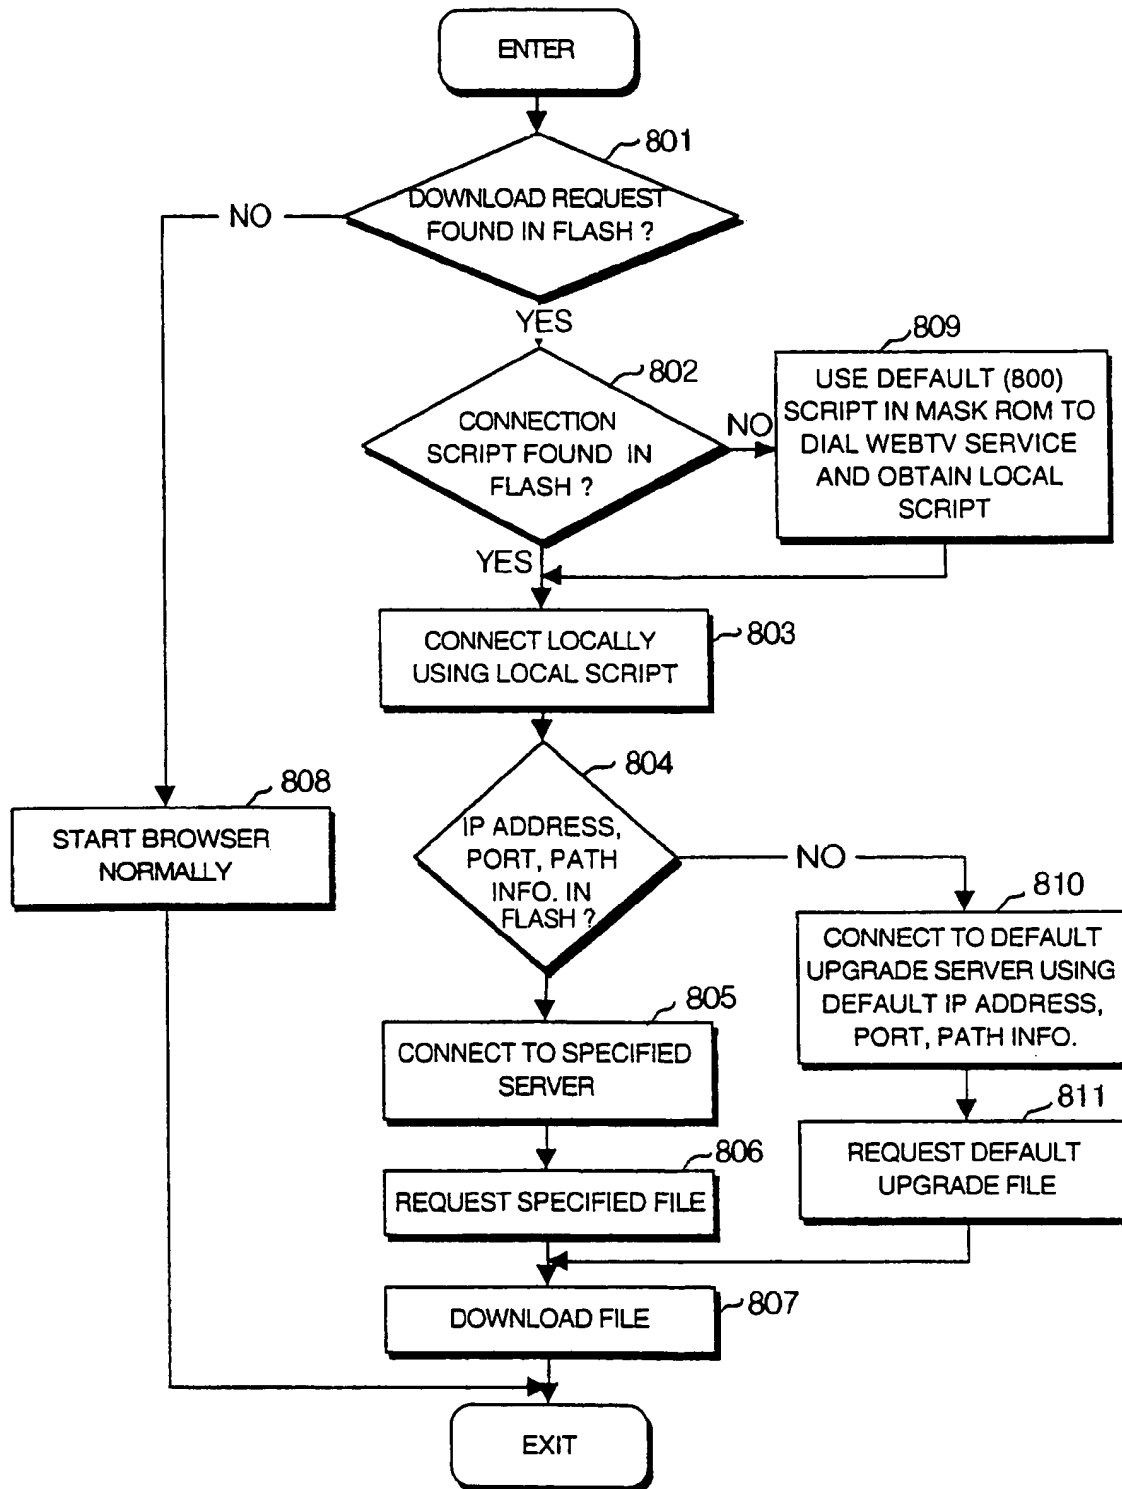 ENTER
801
DOWNLOAD REQUEST
FOUND IN FLASH ?
NO
YES
802
CONNECTION
SCRIPT FOUND IN
FLASH ?
NO
809
USE DEFAULT (800)
SCRIPT IN MASK ROM TO
DIAL WEBTV SERVICE
AND OBTAIN LOCAL
SCRIPT
YES
CONNECT LOCALLY
USING LOCAL SCRIPT
803
804
IP ADDRESS,
PORT, PATH
INFO. IN
FLASH ?
NO
808
START BROWSER
NORMALLY
810
CONNECT TO DEFAULT
UPGRADE SERVER USING
DEFAULT IP ADDRESS,
PORT, PATH INFO.
805
CONNECT TO SPECIFIED
SERVER
811
REQUEST DEFAULT
UPGRADE FILE
806
REQUEST SPECIFIED FILE
807
DOWNLOAD FILE
EXIT